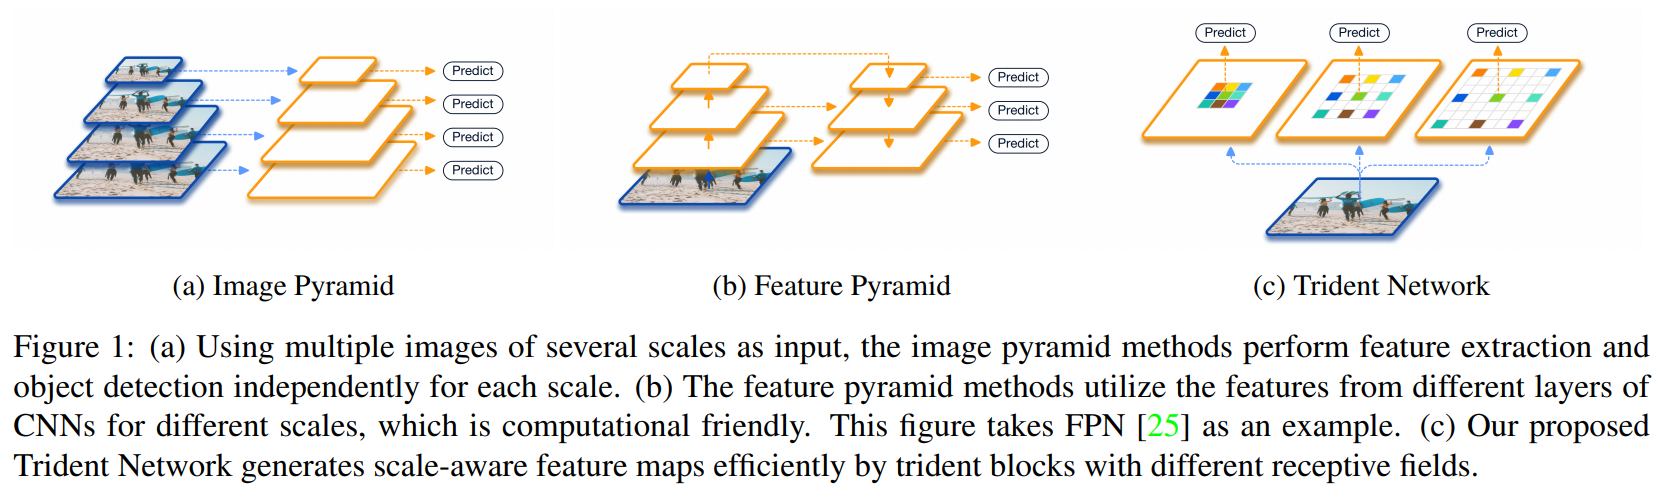 Predict
Predict
Predict
Predict
(a) Image Pyramid
Predict
Predict
Predict
(b) Feature Pyramid
Predict
Predict
Predict
(c) Trident Network
Figure 1: (a) Using multiple images of several scales as input, the image pyramid methods perform feature extraction and
object detection independently for each scale. (b) The feature pyramid methods utilize the features from different layers of
CNNs for different scales, which is computational friendly. This figure takes FPN [25] as an example. (c) Our proposed
Trident Network generates scale-aware feature maps efficiently by trident blocks with different receptive fields.